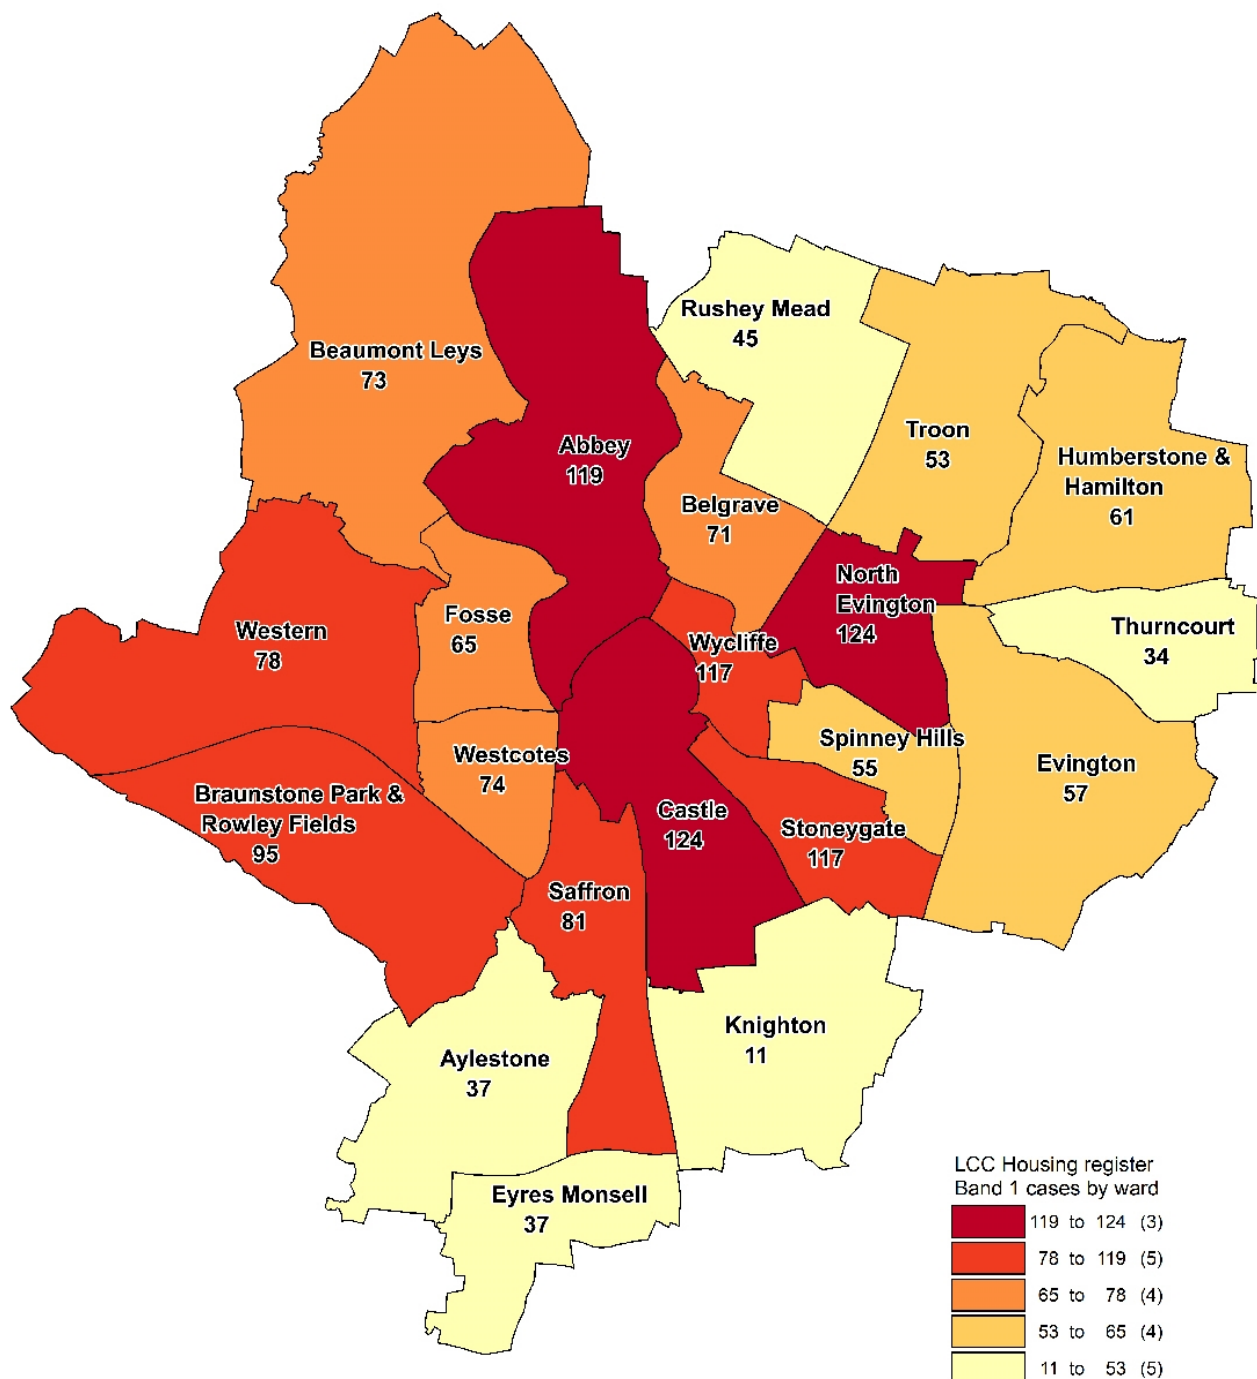 Rushey Mead
45
Beaumont Leys
73
Abbey
119
Troon
53
Humberstone &
Hamilton
61
Belgrave
71
North
Evington
124
Fosse
65
Western
78
Wycliffe
117
Thurncourt
34
Westcotes
74
Spinney Hills
55
Evington
57
Braunstone Park &
Rowley Fields
95
Castle
124
Stoneygate
117
Saffron
81
Knighton
11
Aylestone
37
Eyres Monsell
37
LCC Housing register
Band 1 cases by ward
119 to 124 (3)
78 to 119 (5)
65 to 78 (4)
53 to 65 (4)
11 to 53 (5)